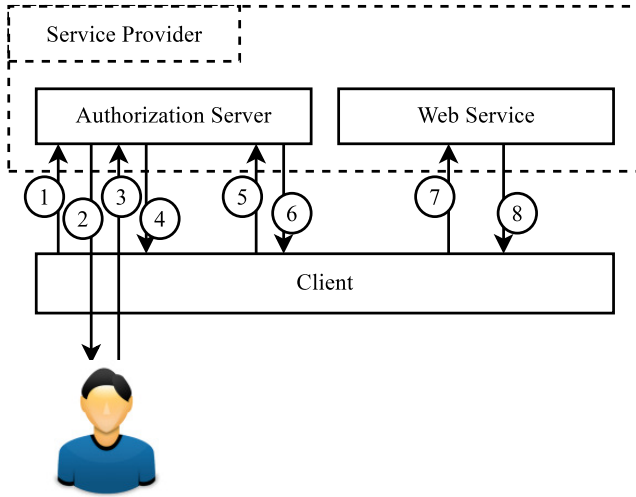 Service Provider
Authorization Server
Web Service
1
2
3
4
5
6
7
8
Client